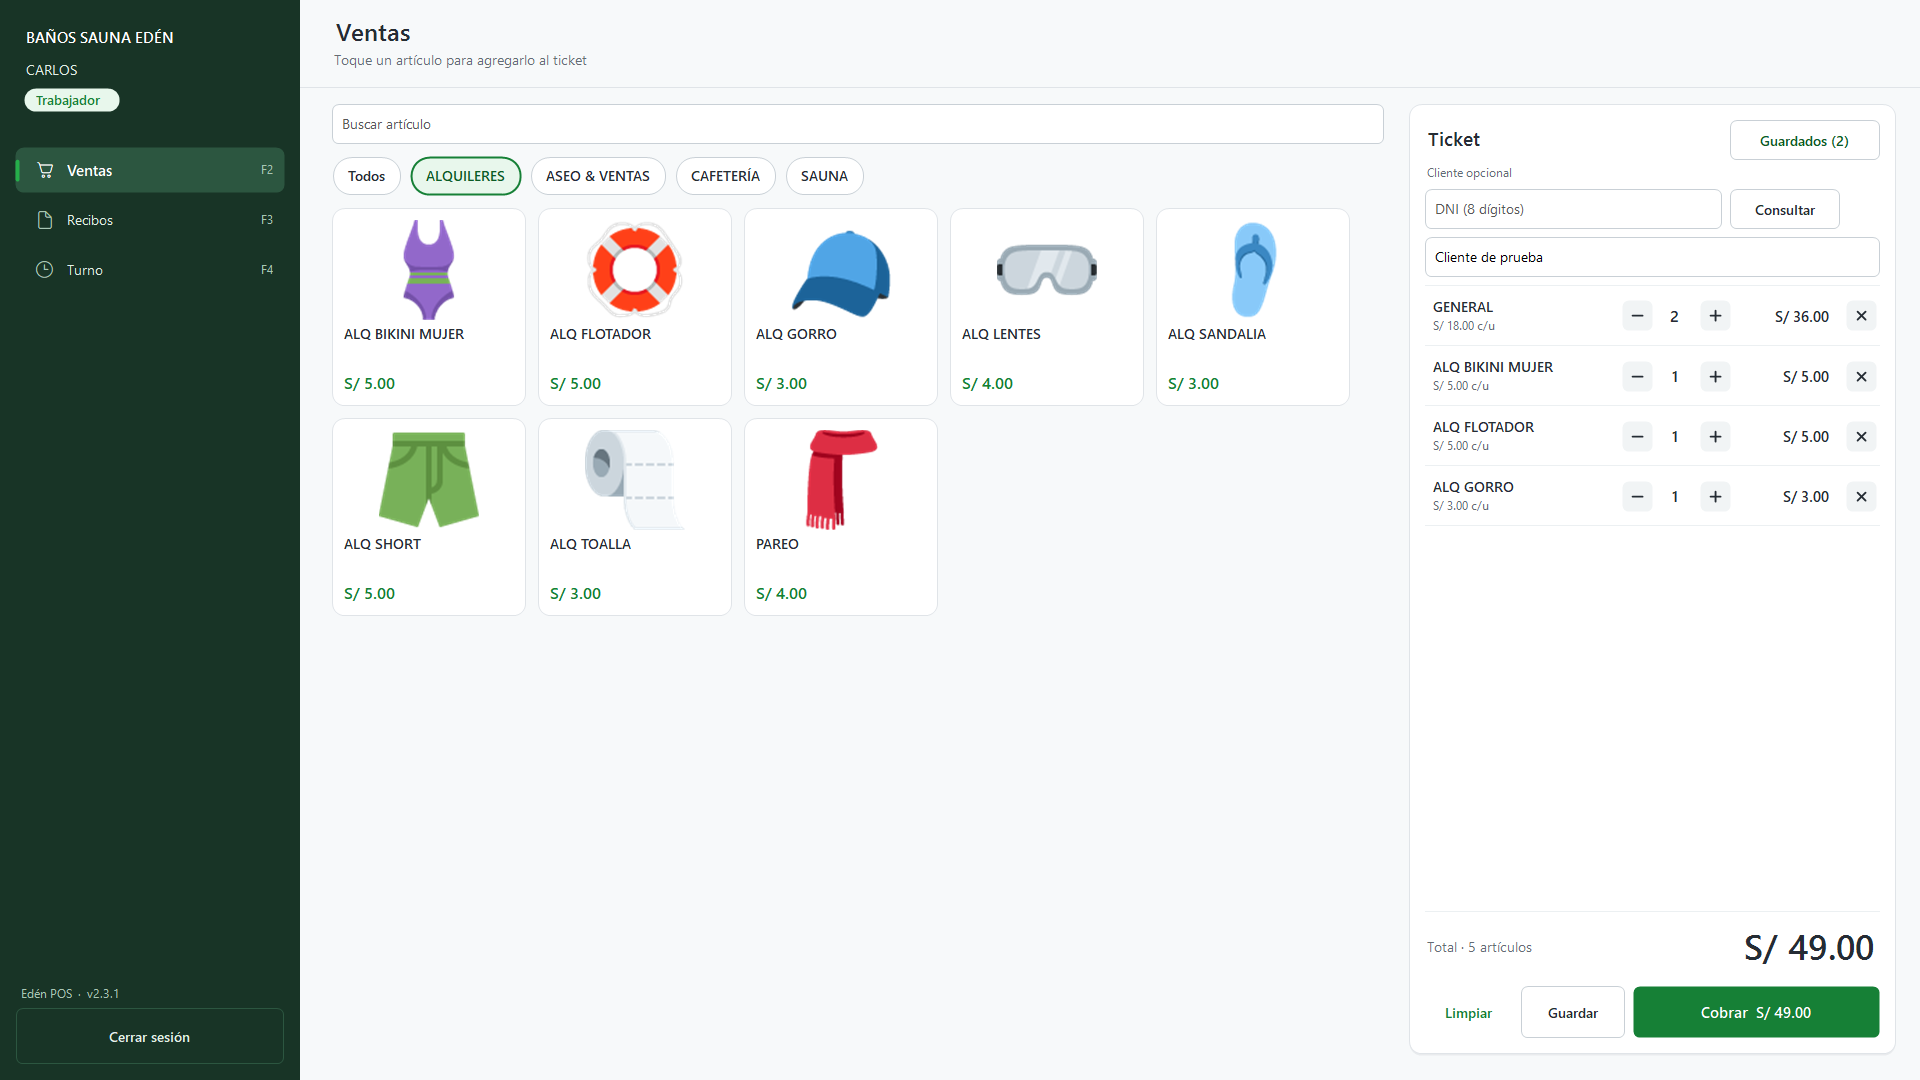 BAÑOS SAUNA EDÉN
CARLOS
Trabajador
Ventas F2
Recibos F3
Turno F4
Edén POS · v2.3.1
Cerrar sesión
Ventas
Toque un artículo para agregarlo al ticket
Buscar artículo
Todos ALQUILERES ASEO & VENTAS CAFETERÍA SAUNA
ALQ BIKINI MUJER
S/ 5.00
ALQ FLOTADOR
S/ 5.00
ALQ GORRO
S/ 3.00
ALQ LENTES
S/ 4.00
ALQ SANDALIA
S/ 3.00
ALQ SHORT
S/ 5.00
ALQ TOALLA
S/ 3.00
PAREO
S/ 4.00
Ticket
Guardados (2)
Cliente opcional
DNI (8 dígitos) Consultar
Cliente de prueba
GENERAL
S/ 18.00 c/u
− 2 + S/ 36.00 ✕
ALQ BIKINI MUJER
S/ 5.00 c/u
− 1 + S/ 5.00 ✕
ALQ FLOTADOR
S/ 5.00 c/u
− 1 + S/ 5.00 ✕
ALQ GORRO
S/ 3.00 c/u
− 1 + S/ 3.00 ✕
Total · 5 artículos S/ 49.00
Limpiar Guardar Cobrar S/ 49.00